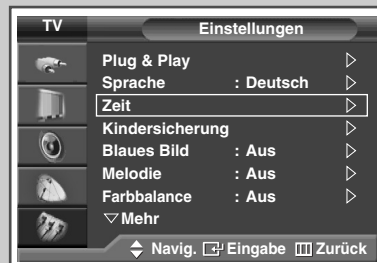 TV Einstellungen
Plug & Play
Sprache : Deutsch
Zeit
Kindersicherung
Blaues Bild : Aus
Melodie : Aus
Farbbalance : Aus
Mehr
Navig. Eingabe Zurück